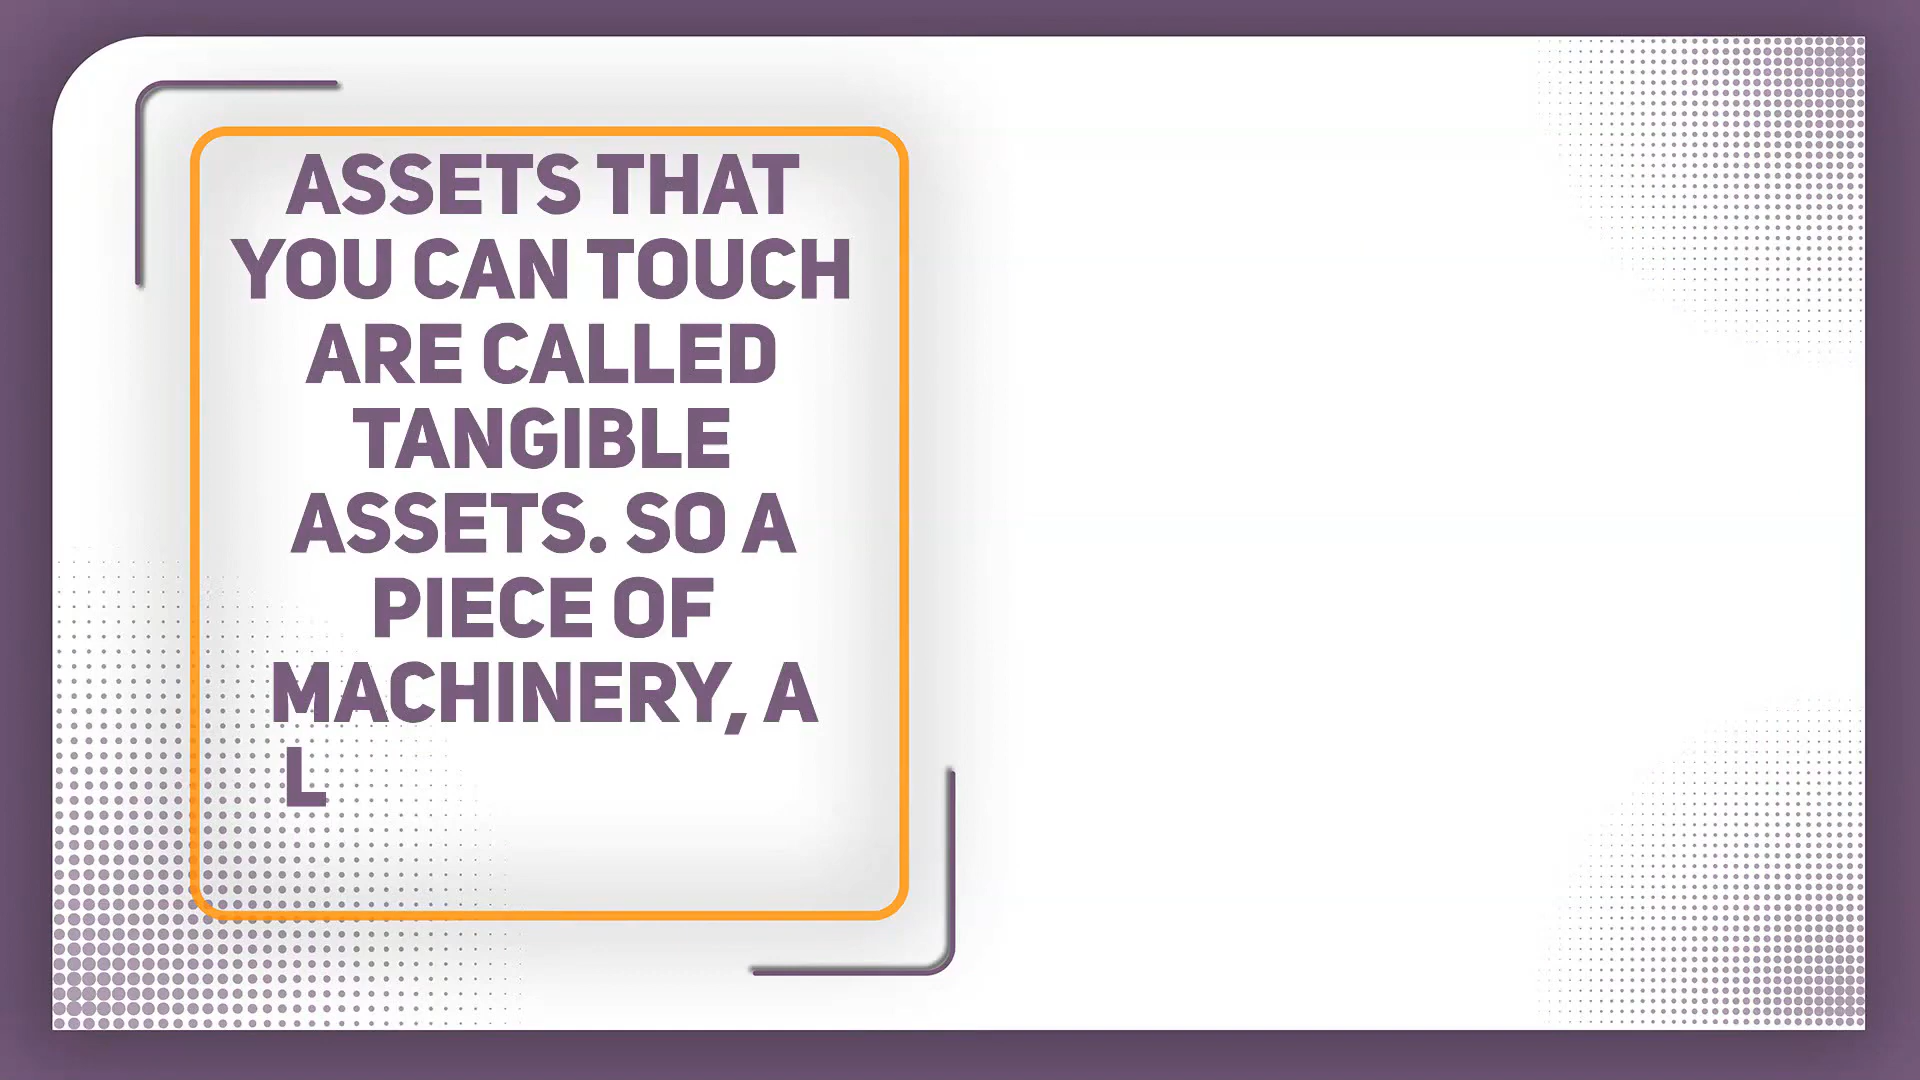 ASSETS THAT
YOU CAN TOUCH
ARE CALLED
TANGIBLE
ASSETS. SO A
PIECE OF
MACHINERY, A
L